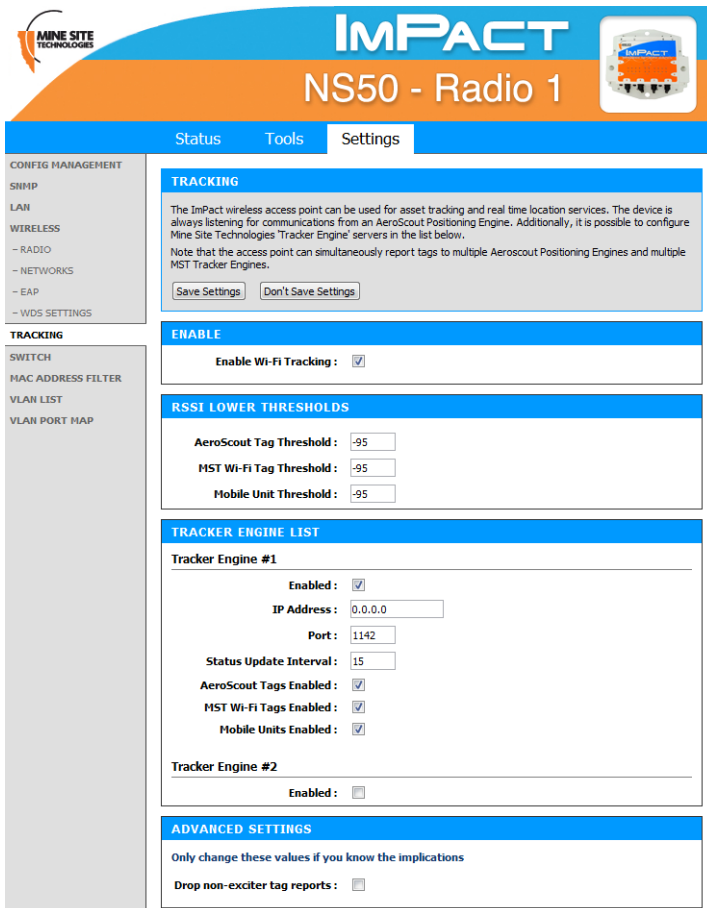 MINE SITE
TECHNOLOGIES
IMPACT
NS50 - Radio 1
IMPACT
Status
Tools
Settings
CONFIG MANAGEMENT
SNMP
LAN
WIRELESS
– RADIO
– NETWORKS
– EAP
– WDS SETTINGS
TRACKING
SWITCH
MAC ADDRESS FILTER
VLAN LIST
VLAN PORT MAP
TRACKING
The ImPact wireless access point can be used for asset tracking and real time location services. The device is
always listening for communications from an AeroScout Positioning Engine. Additionally, it is possible to configure
Mine Site Technologies 'Tracker Engine' servers in the list below.
Note that the access point can simultaneously report tags to multiple Aeroscout Positioning Engines and multiple
MST Tracker Engines.
Save Settings
Don't Save Settings
ENABLE
Enable Wi-Fi Tracking :
RSSI LOWER THRESHOLDS
AeroScout Tag Threshold : -95
MST Wi-Fi Tag Threshold : -95
Mobile Unit Threshold : -95
TRACKER ENGINE LIST
Tracker Engine #1
Enabled :
IP Address : 0.0.0.0
Port : 1142
Status Update Interval : 15
AeroScout Tags Enabled :
MST Wi-Fi Tags Enabled :
Mobile Units Enabled :
Tracker Engine #2
Enabled :
ADVANCED SETTINGS
Only change these values if you know the implications
Drop non-exciter tag reports :